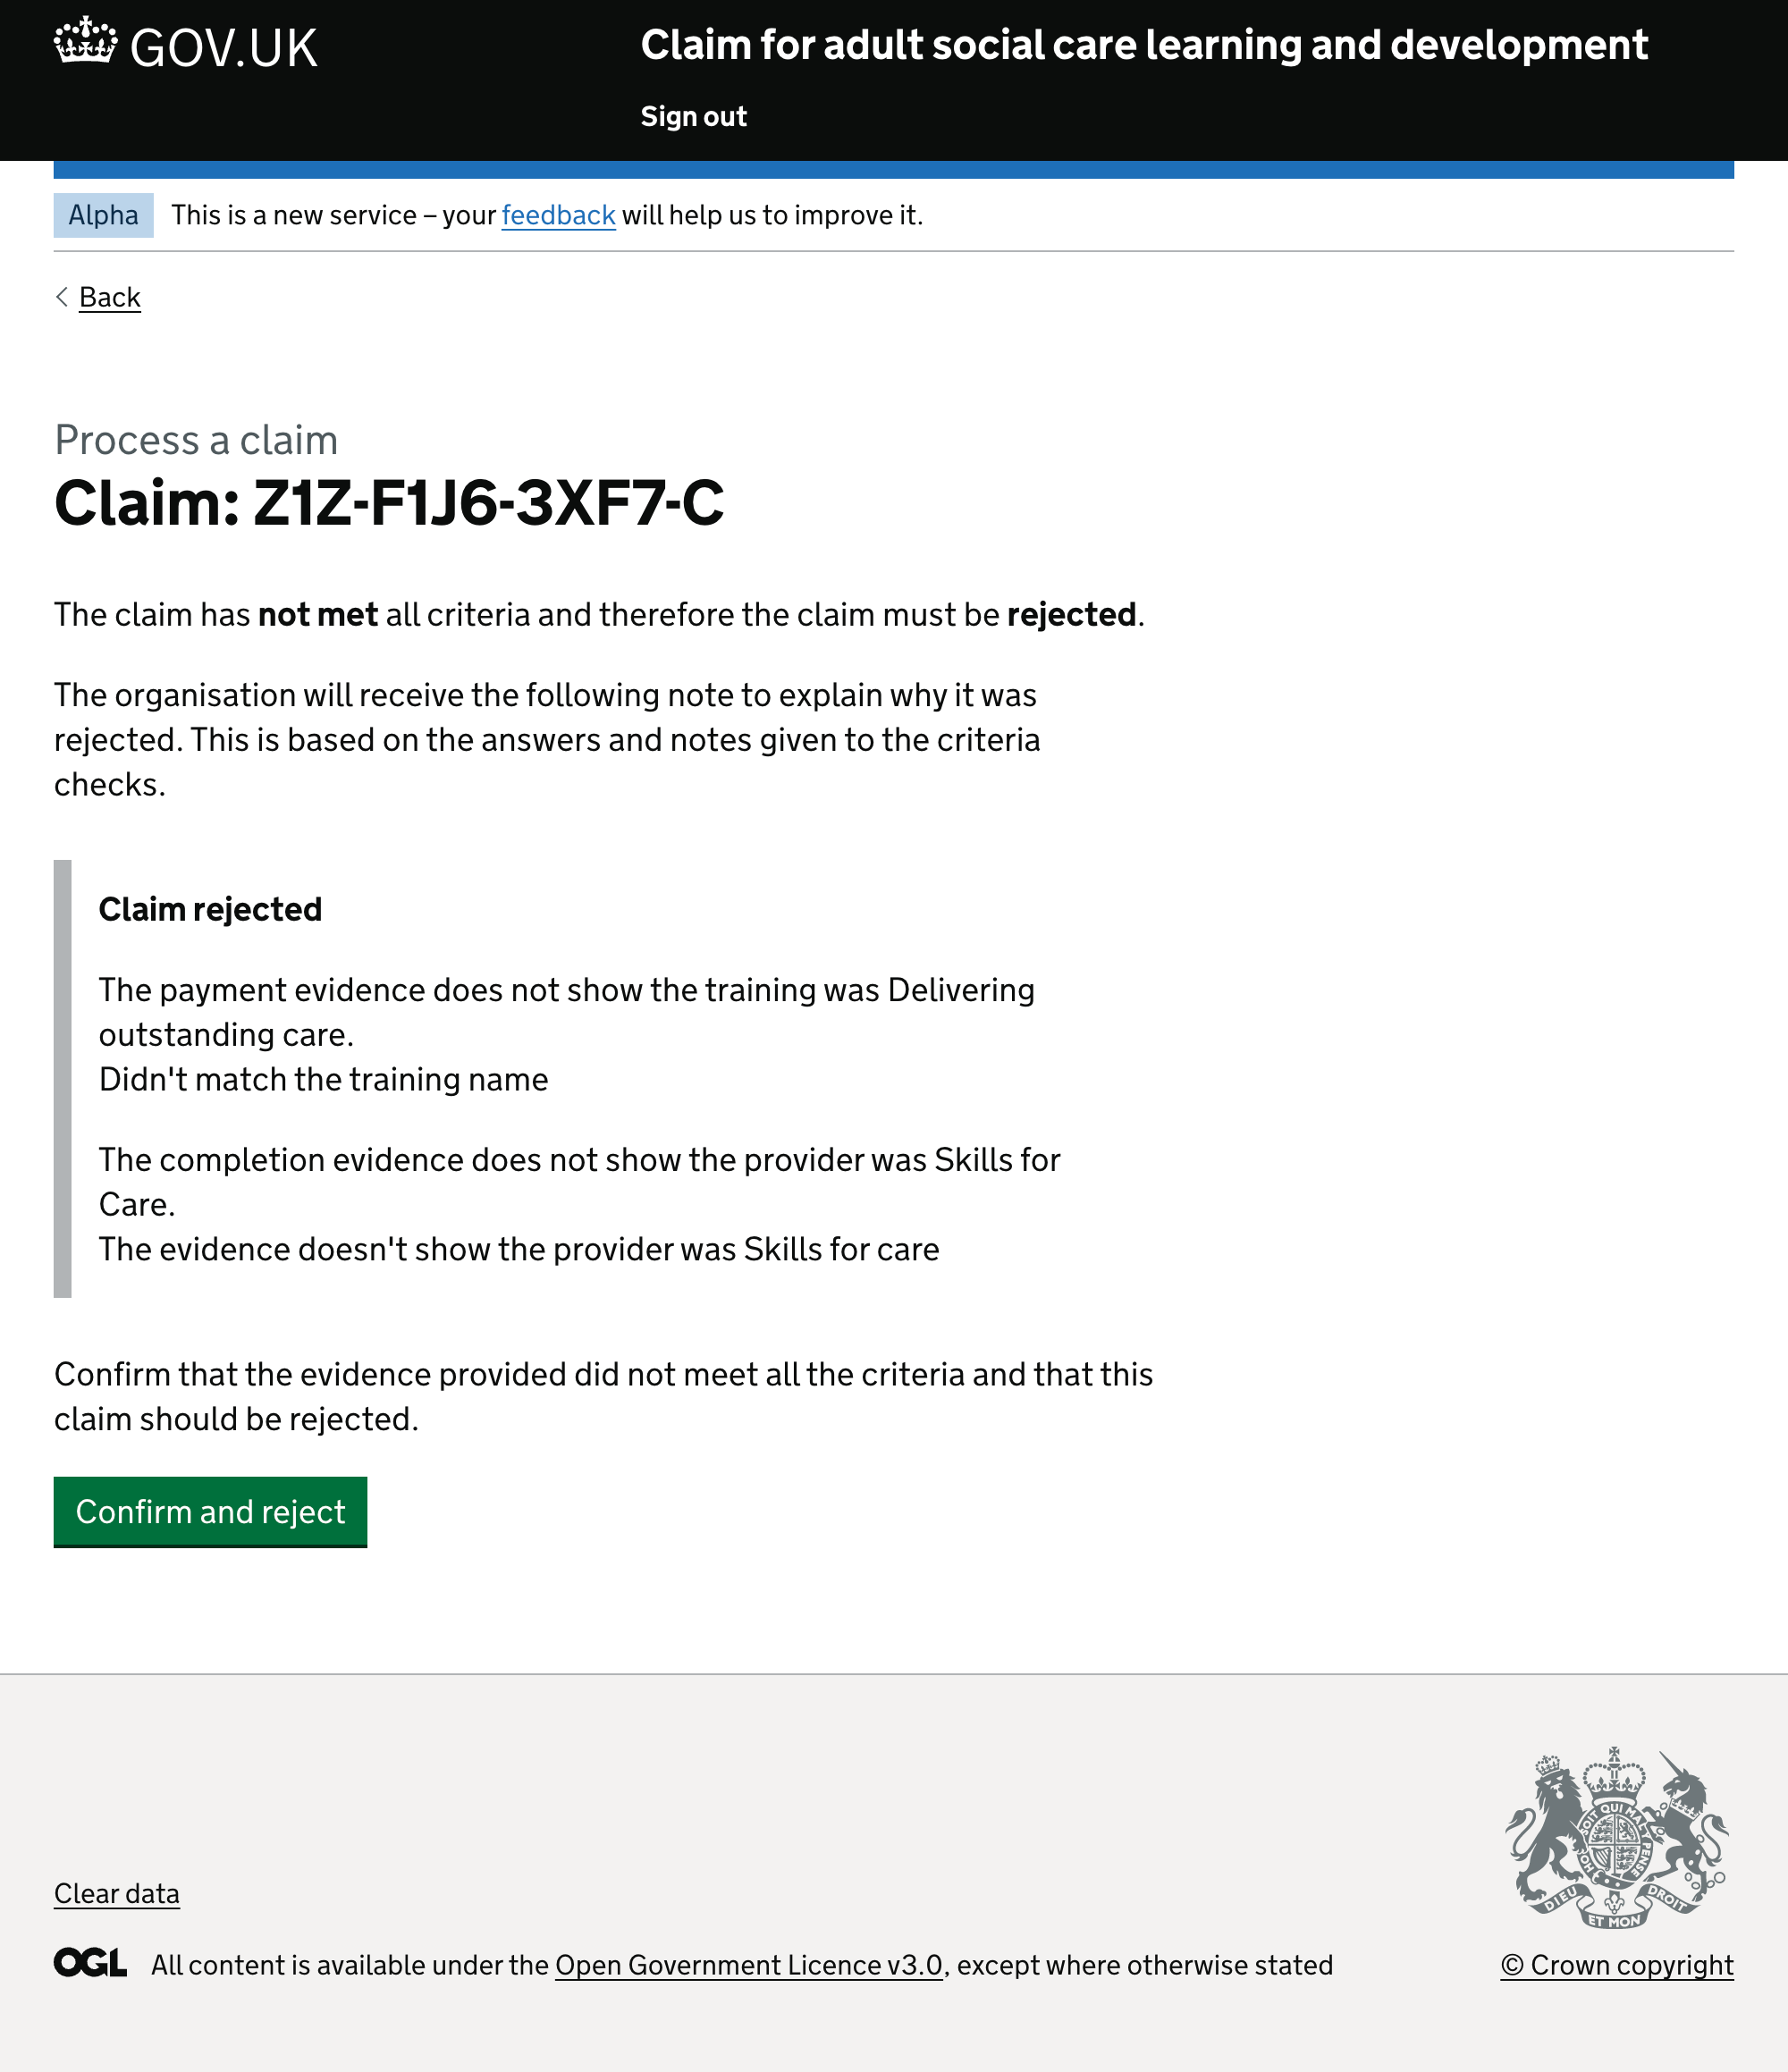 GOV.UK
Claim for adult social care learning and development
Sign out
Alpha This is a new service – your feedback will help us to improve it.
Back
Process a claim
Claim: Z1Z-F1J6-3XF7-C
The claim has not met all criteria and therefore the claim must be rejected.
The organisation will receive the following note to explain why it was
rejected. This is based on the answers and notes given to the criteria
checks.
Claim rejected
The payment evidence does not show the training was Delivering
outstanding care.
Didn't match the training name
The completion evidence does not show the provider was Skills for
Care.
The evidence doesn't show the provider was Skills for care
Confirm that the evidence provided did not meet all the criteria and that this
claim should be rejected.
Confirm and reject
Clear data
OGL All content is available under the Open Government Licence v3.0, except where otherwise stated
DIEU ET MON DROIT
© Crown copyright